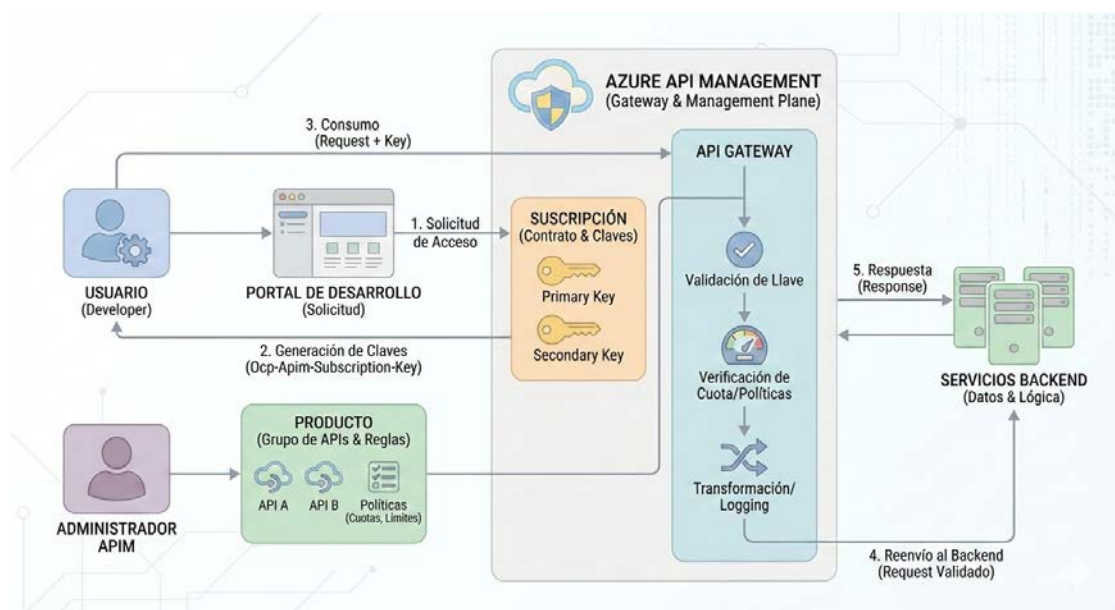 AZURE API MANAGEMENT
(Gateway & Management Plane)
3. Consumo
(Request + Key)
API GATEWAY
1. Solicitud
de Acceso
SUSCRIPCIÓN
(Contrato & Claves)
Primary Key
Secondary Key
Validación de Llave
Verificación de
Cuota/Políticas
Transformación/
Logging
5. Respuesta
(Response)
USUARIO
(Developer)
PORTAL DE DESARROLLO
(Solicitud)
2. Generación de Claves
(Ocp-Apim-Subscription-Key)
SERVICIOS BACKEND
(Datos & Lógica)
PRODUCTO
(Grupo de APIs & Reglas)
API A
API B
Políticas
(Cuotas, Limites)
ADMINISTRADOR
APIM
4. Reenvío al Backend
(Request Validado)